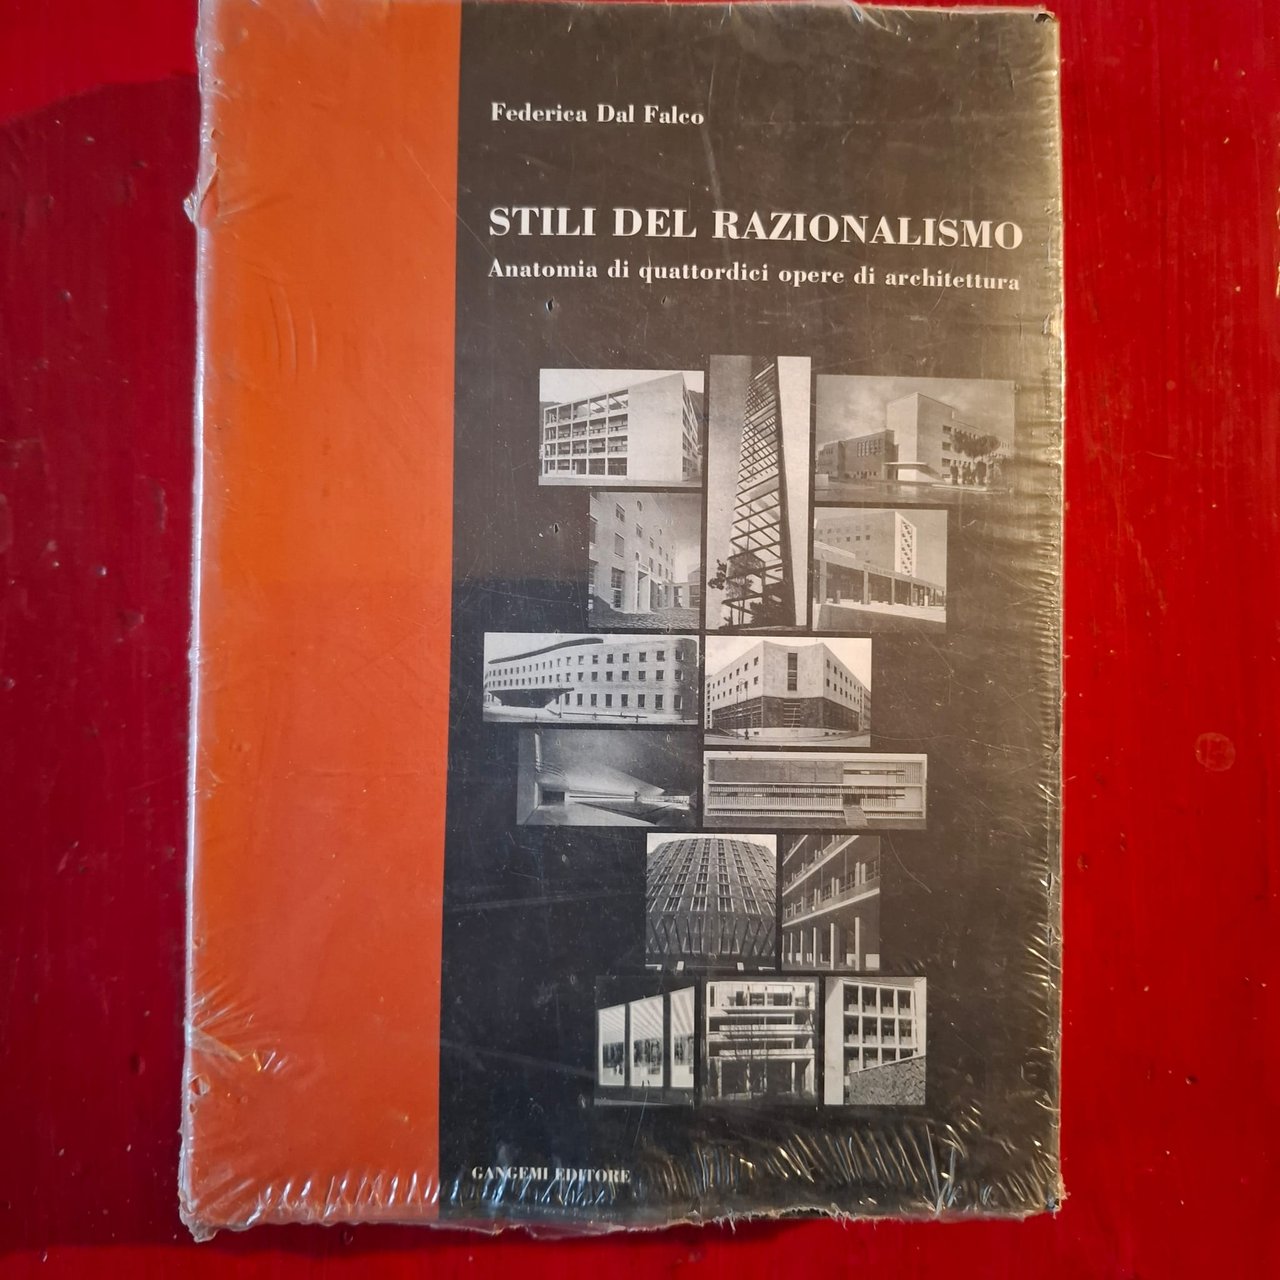 Federica Dal Falco
STILI DEL RAZIONALISMO
Anatomia di quattordici opere di architettura
GANGEMI EDITORE